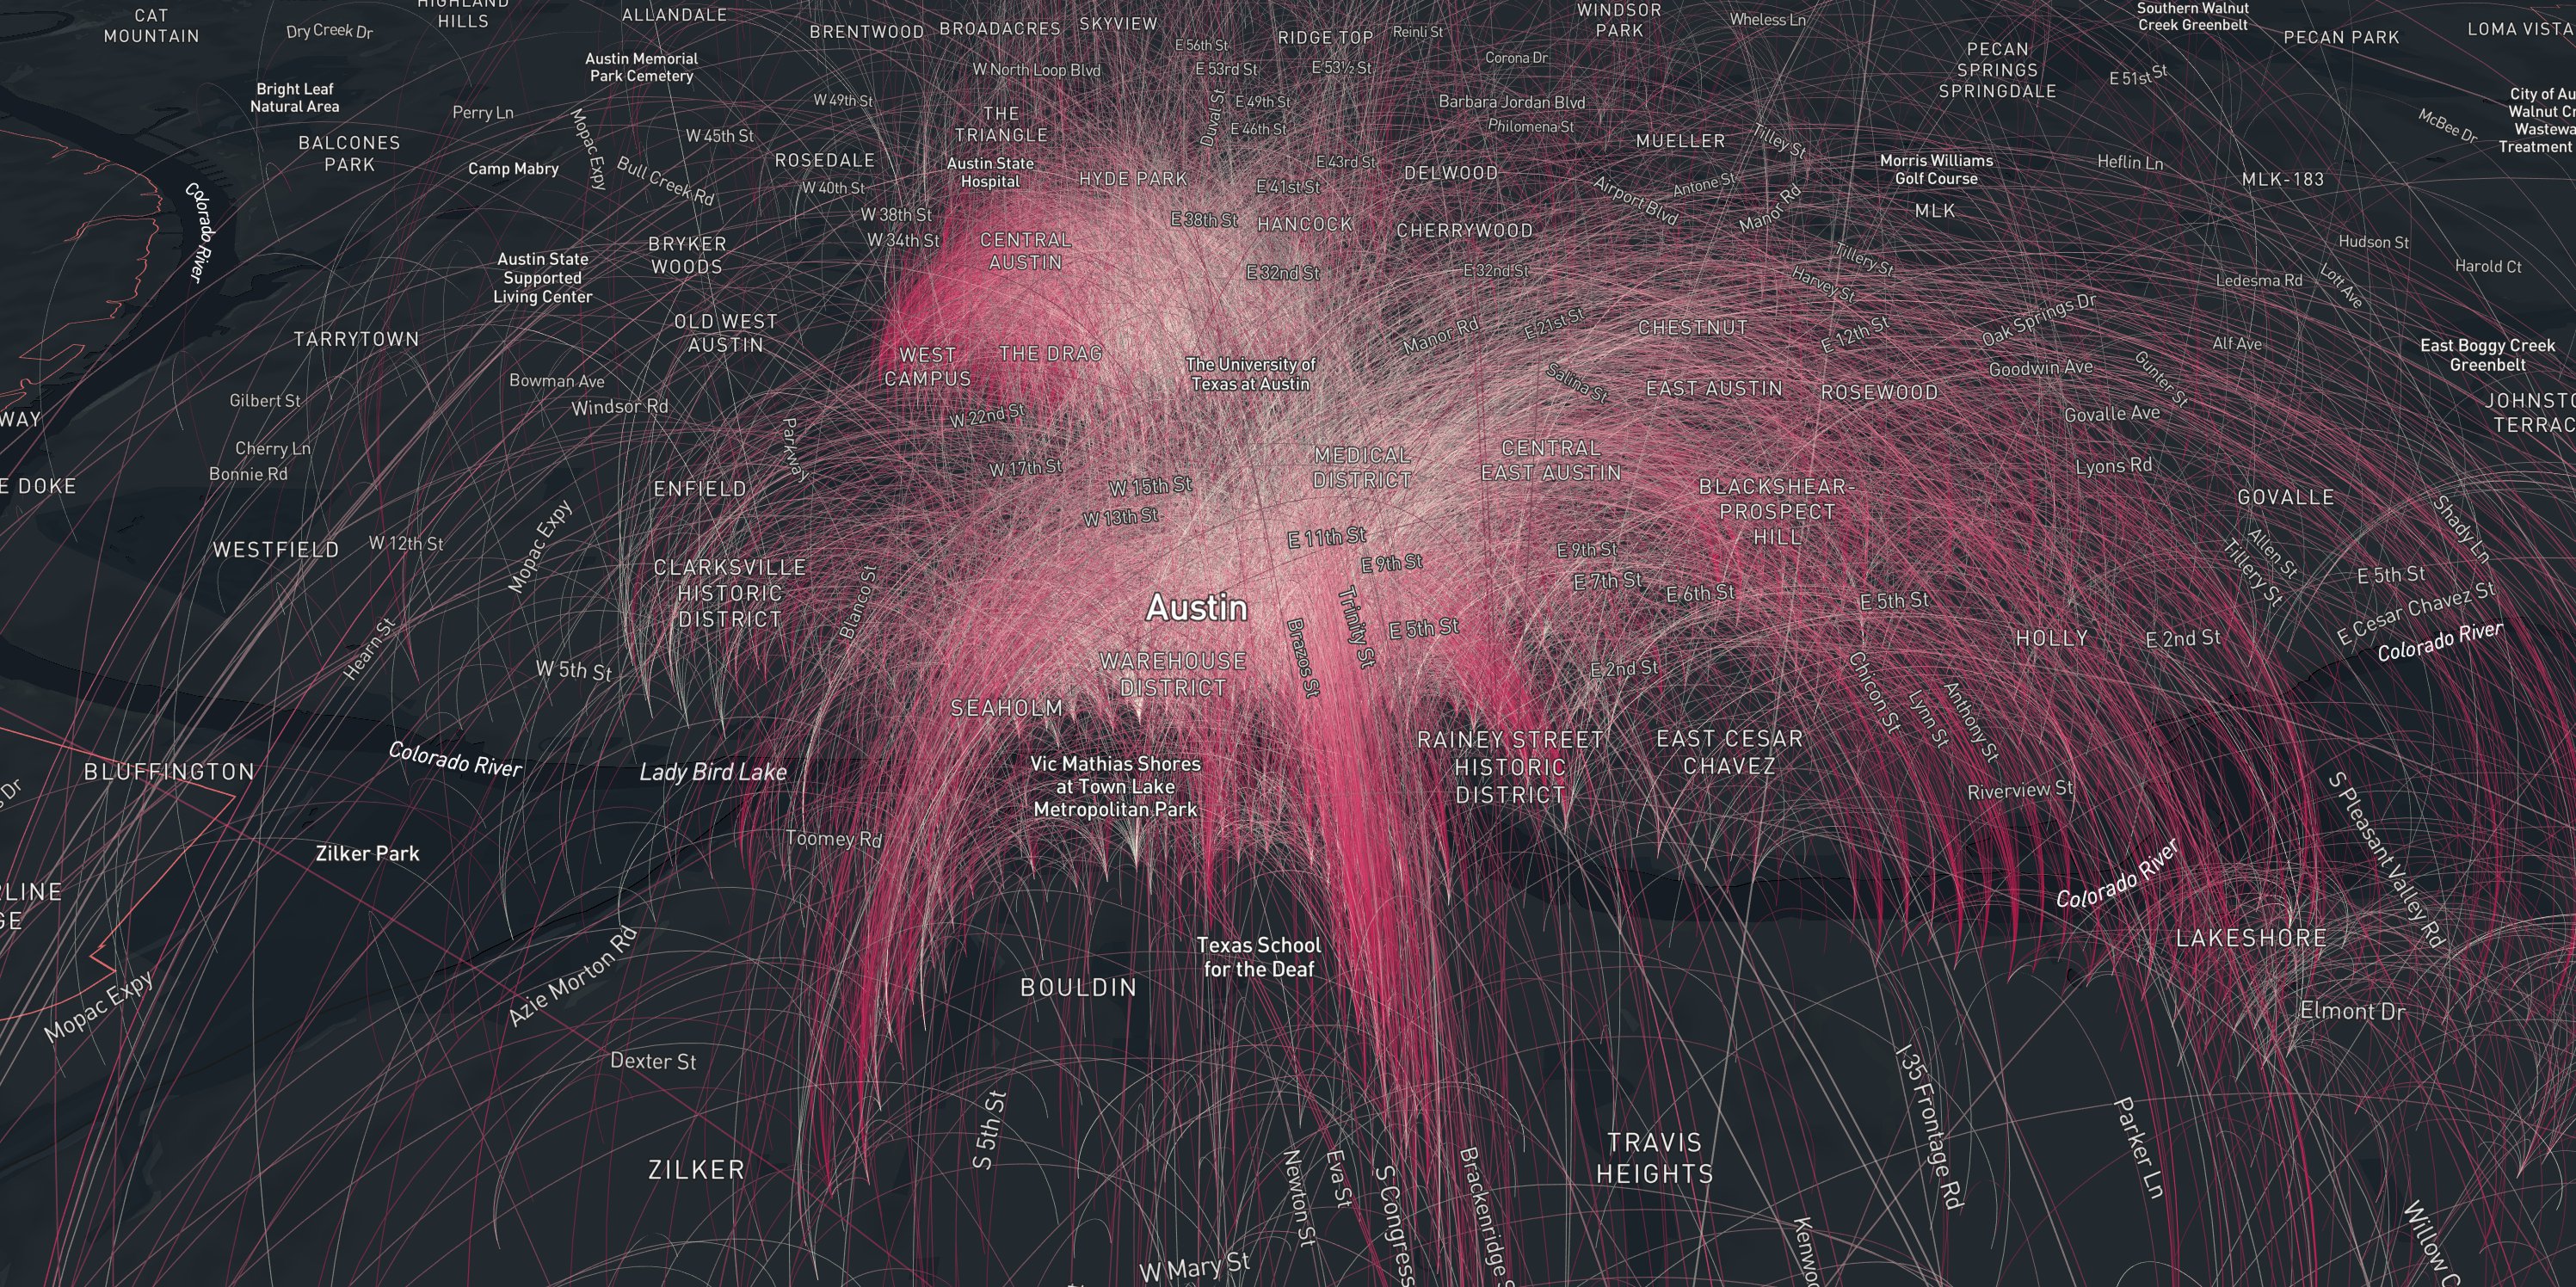 CAT
MOUNTAIN
Dry Creek Dr
HIGHLAND
HILLS
ALLANDALE
BRENTWOOD
BROADACRES
SKYVIEW
E 56th St
RIDGE TOP
Reinli St
WINDSOR
PARK
Wheless Ln
Southern Walnut
Creek Greenbelt
PECAN PARK
LOMA VISTA
Austin Memorial
Park Cemetery
W North Loop Blvd
E 53rd St
E 53½ St
Corona Dr
PECAN
SPRINGS
SPRINGDALE
E 51st St
Bright Leaf
Natural Area
Perry Ln
Mopac Expy
W 49th St
THE
TRIANGLE
Duval St
E 49th St
E 46th St
Barbara Jordan Blvd
Philomena St
MUELLER
Tilley St
McBee Dr
City of Au
Walnut Cr
Wastewa
Treatment
BALCONES
PARK
Camp Mabry
W 45th St
Bull Creek Rd
ROSEDALE
W 40th St
Austin State
Hospital
HYDE PARK
E 43rd St
E 41st St
DELWOOD
Airport Blvd
Antone St
Manor Rd
Morris Williams
Golf Course
MLK
Heflin Ln
MLK-183
Colorado River
W 38th St
W 34th St
E 38th St
HANCOCK
CHERRYWOOD
Hudson St
Austin State
Supported
Living Center
BRYKER
WOODS
CENTRAL
AUSTIN
E 32nd St
E 32nd St
Tillery St
Harvey St
Ledesma Rd
Lott Ave
Harold Ct
TARRYTOWN
OLD WEST
AUSTIN
WEST
CAMPUS
THE DRAG
The University of
Texas at Austin
Manor Rd
E 21st St
CHESTNUT
E 12th St
Oak Springs Dr
Alf Ave
East Boggy Creek
Greenbelt
Gilbert St
Bowman Ave
Windsor Rd
Salina St
EAST AUSTIN
ROSEWOOD
Goodwin Ave
Gunter St
Govalle Ave
JOHNSTO
TERRAC
WAY
Cherry Ln
Bonnie Rd
Parkway
W 22nd St
W 17th St
MEDICAL
DISTRICT
CENTRAL
EAST AUSTIN
Lyons Rd
E DOKE
ENFIELD
W 15th St
W 13th St
BLACKSHEAR-
PROSPECT
HILL
GOVALLE
Shady Ln
WESTFIELD
W 12th St
Mopac Expy
E 11th St
E 9th St
E 9th St
Allen St
Tillery St
E 5th St
CLARKSVILLE
HISTORIC
DISTRICT
Blanco St
Austin
Trinity St
E 7th St
E 6th St
E 5th St
E Cesar Chavez St
Colorado River
Hearn St
W 5th St
WAREHOUSE
DISTRICT
Brazos St
E 5th St
E 2nd St
HOLLY
E 2nd St
SEAHOLM
Chicon St
Lynn St
Anthony St
BLUFFINGTON
Colorado River
Lady Bird Lake
Vic Mathias Shores
at Town Lake
Metropolitan Park
RAINEY STREET
HISTORIC
DISTRICT
EAST CESAR
CHAVEZ
Riverview St
S Pleasant Valley Rd
s Dr
Zilker Park
Toomey Rd
Colorado River
RLINE
GE
Texas School
for the Deaf
LAKESHORE
Mopac Expy
Azie Morton Rd
BOULDIN
Elmont Dr
Dexter St
S 5th St
ZILKER
Newton St
Eva St
S Congress
Brackenridge S
TRAVIS
HEIGHTS
I 35 Frontage Rd
Parker Ln
W Mary St
Kenwo
Willow C